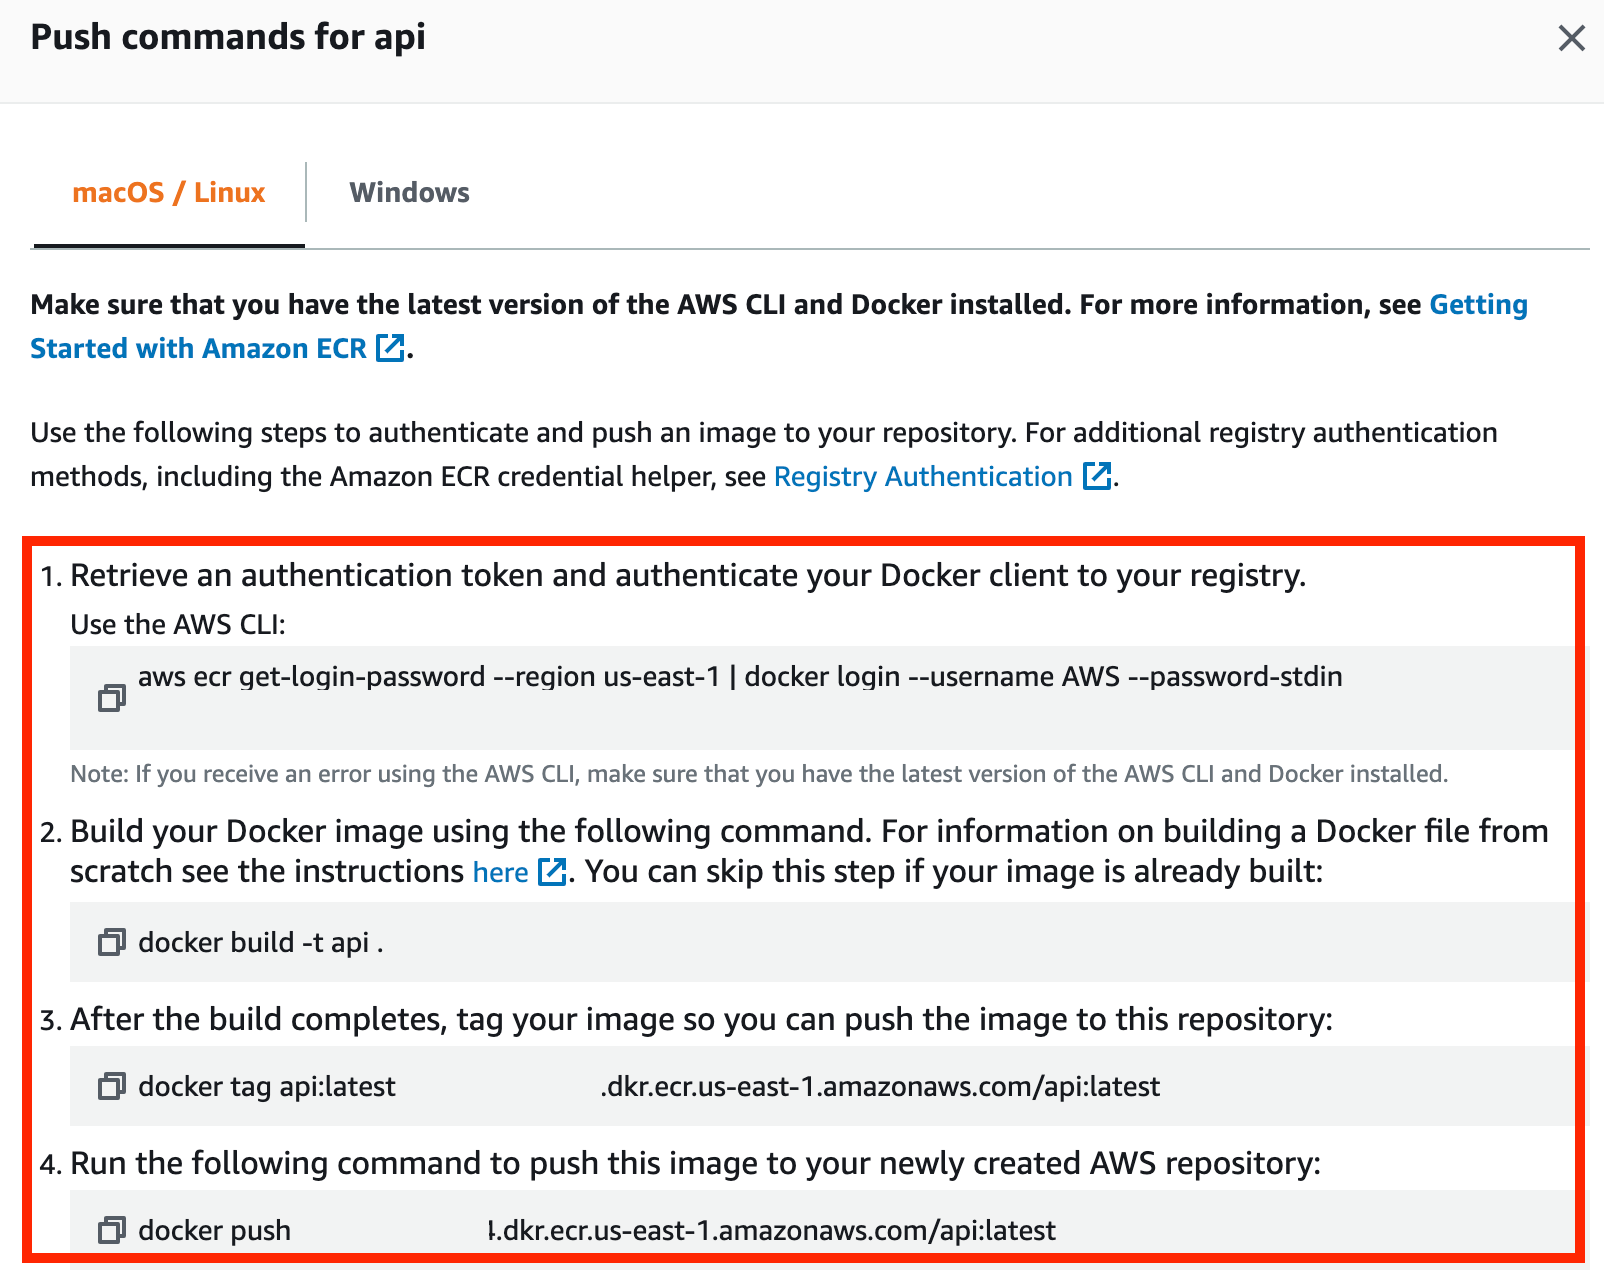 Push commands for api
macOS / Linux
Windows
Make sure that you have the latest version of the AWS CLI and Docker installed. For more information, see Getting
Started with Amazon ECR .
Use the following steps to authenticate and push an image to your repository. For additional registry authentication
methods, including the Amazon ECR credential helper, see Registry Authentication .
1. Retrieve an authentication token and authenticate your Docker client to your registry.
Use the AWS CLI:
aws ecr get-login-password --region us-east-1 | docker login --username AWS --password-stdin
Note: If you receive an error using the AWS CLI, make sure that you have the latest version of the AWS CLI and Docker installed.
2. Build your Docker image using the following command. For information on building a Docker file from
scratch see the instructions here . You can skip this step if your image is already built:
docker build -t api .
3. After the build completes, tag your image so you can push the image to this repository:
docker tag api:latest .dkr.ecr.us-east-1.amazonaws.com/api:latest
4. Run the following command to push this image to your newly created AWS repository:
docker push .dkr.ecr.us-east-1.amazonaws.com/api:latest